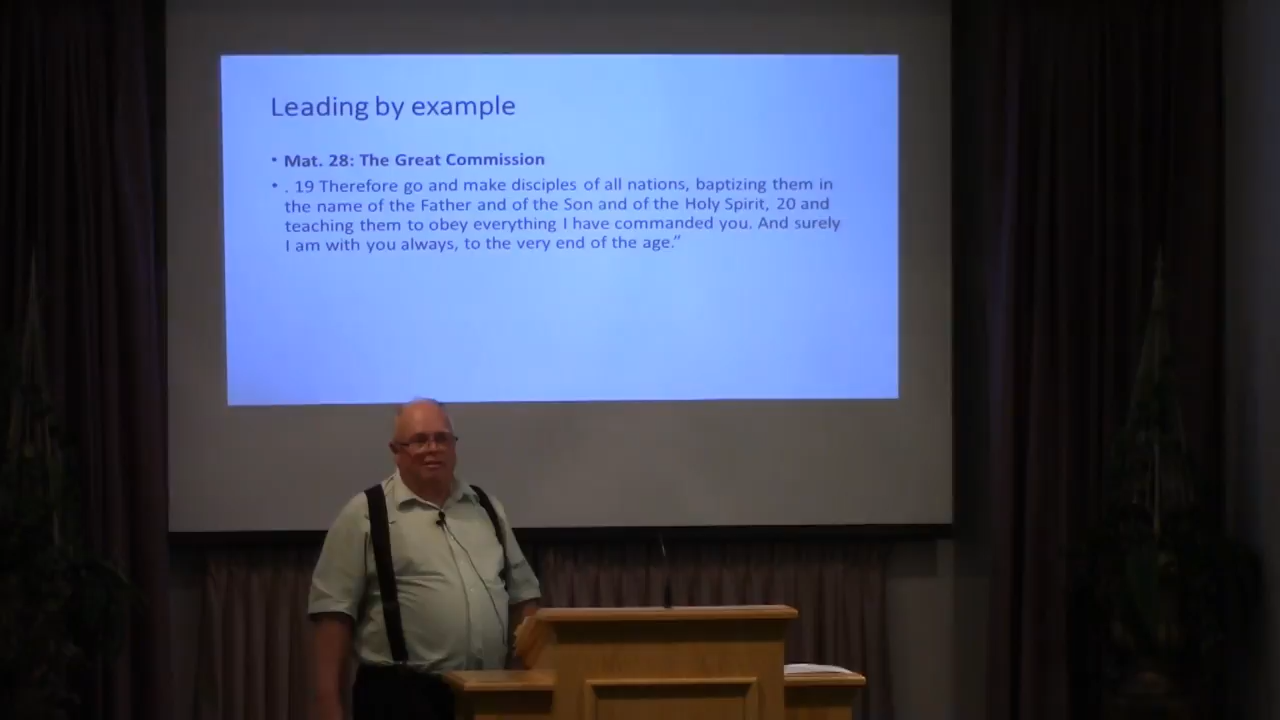 Leading by example
• Mat. 28: The Great Commission
• . 19 Therefore go and make disciples of all nations, baptizing them in
the name of the Father and of the Son and of the Holy Spirit, 20 and
teaching them to obey everything I have commanded you. And surely
I am with you always, to the very end of the age.”